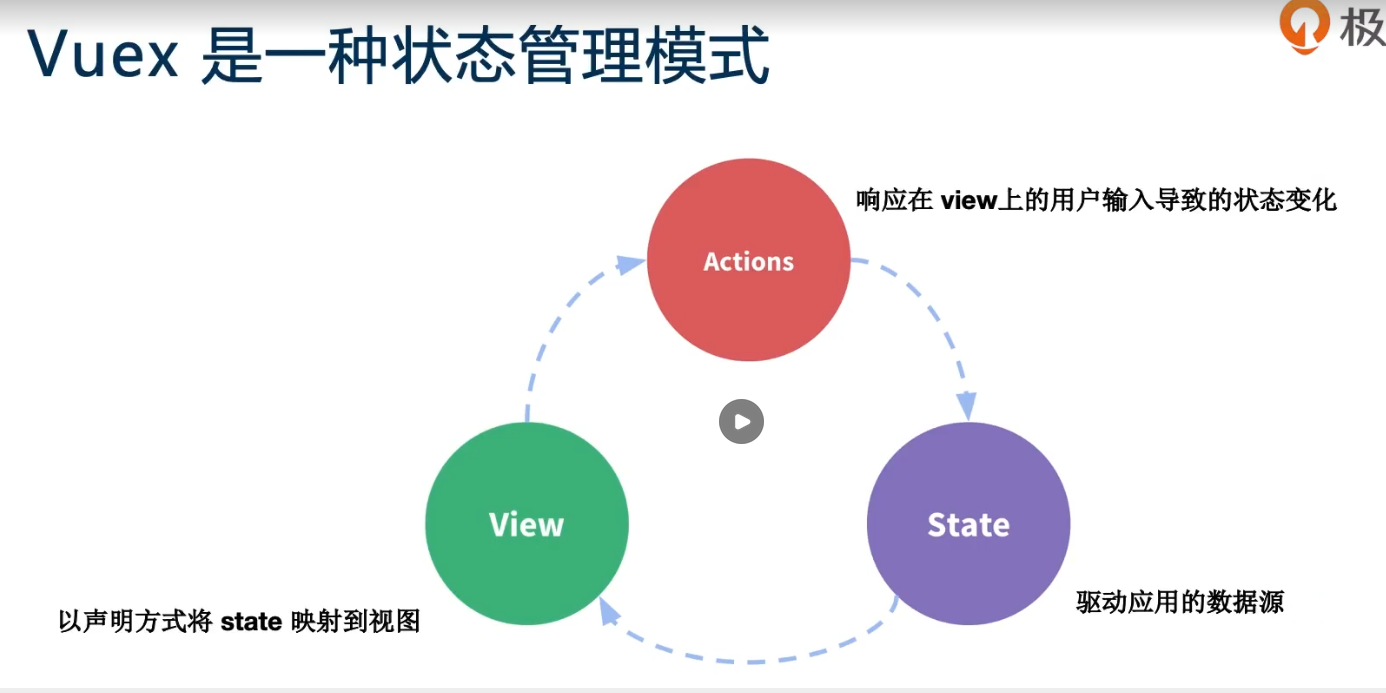 Vuex 是一种状态管理模式
极
响应在 view上的用户输入导致的状态变化
Actions
View
State
驱动应用的数据源
以声明方式将 state 映射到视图